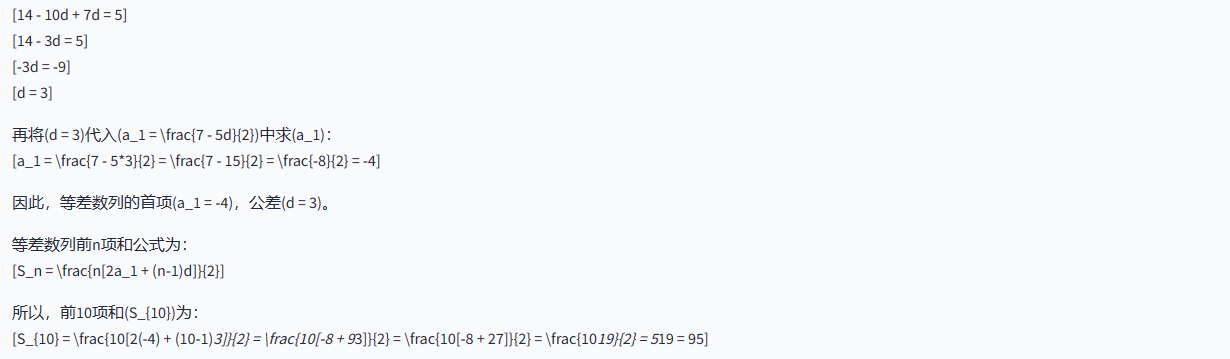 [14 - 10d + 7d = 5]
[14 - 3d = 5]
[-3d = -9]
[d = 3]
再将(d = 3)代入(a_1 = \frac{7 - 5d}{2})中求(a_1)：
[a_1 = \frac{7 - 5*3}{2} = \frac{7 - 15}{2} = \frac{-8}{2} = -4]
因此，等差数列的首项(a_1 = -4)，公差(d = 3)。
等差数列前n项和公式为：
[S_n = \frac{n[2a_1 + (n-1)d]}{2}]
所以，前10项和(S_{10})为：
[S_{10} = \frac{10[2(-4) + (10-1)3]}{2} = \frac{10[-8 + 93]}{2} = \frac{10[-8 + 27]}{2} = \frac{1019}{2} = 519 = 95]